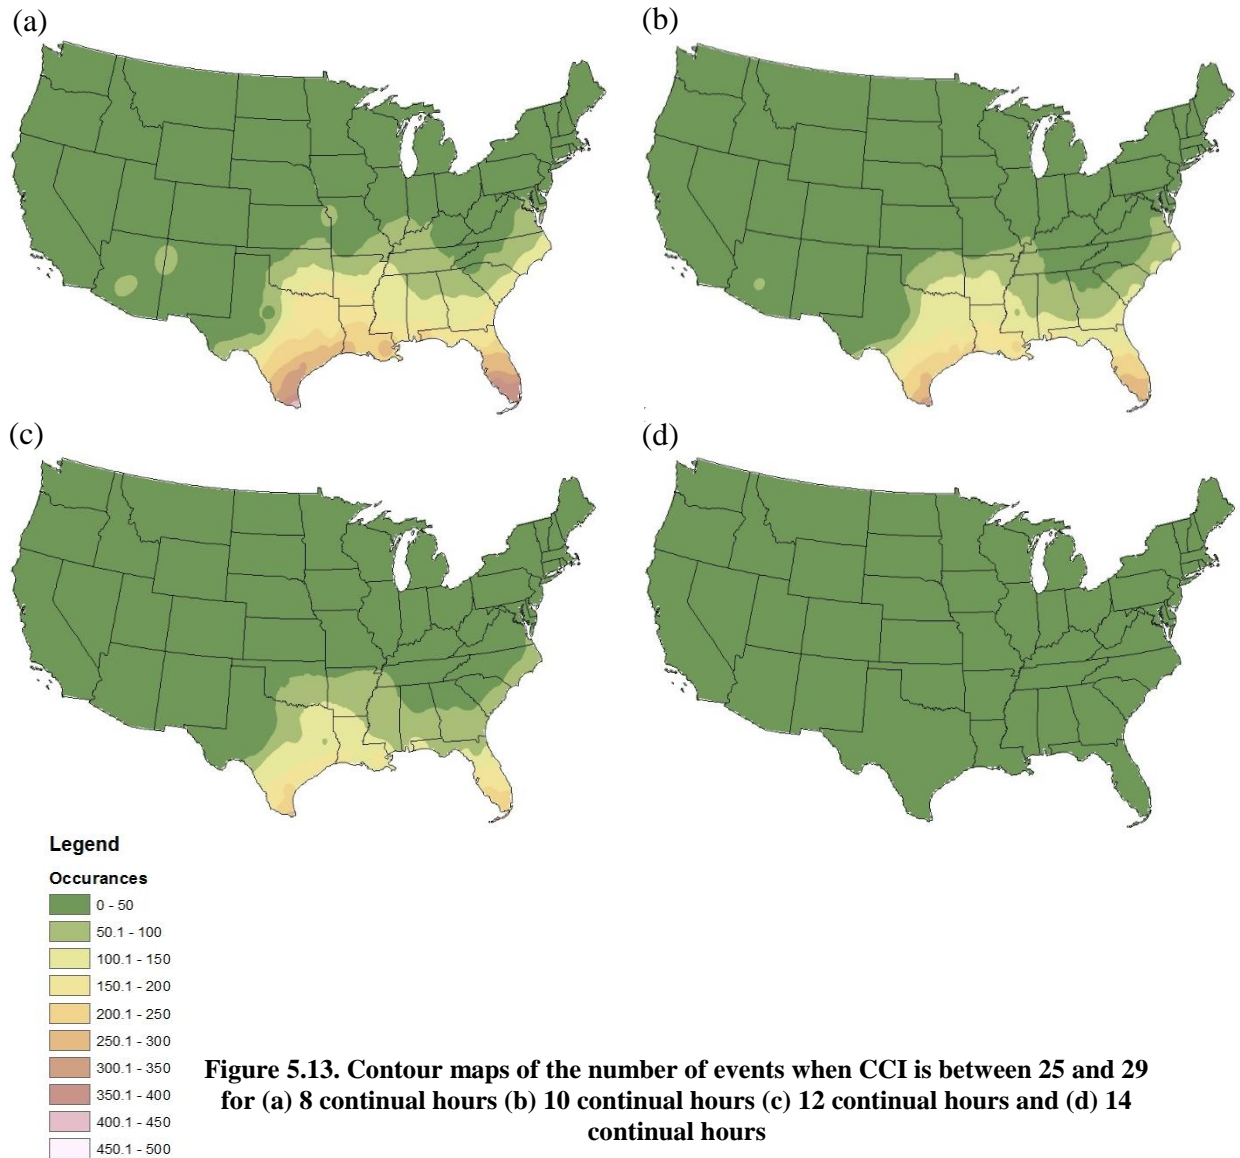 (a)
(b)
(c)
(d)
Legend
Occurances
0 - 50
50.1 - 100
100.1 - 150
150.1 - 200
200.1 - 250
250.1 - 300
300.1 - 350
350.1 - 400
400.1 - 450
450.1 - 500
Figure 5.13. Contour maps of the number of events when CCI is between 25 and 29
for (a) 8 continual hours (b) 10 continual hours (c) 12 continual hours and (d) 14
continual hours